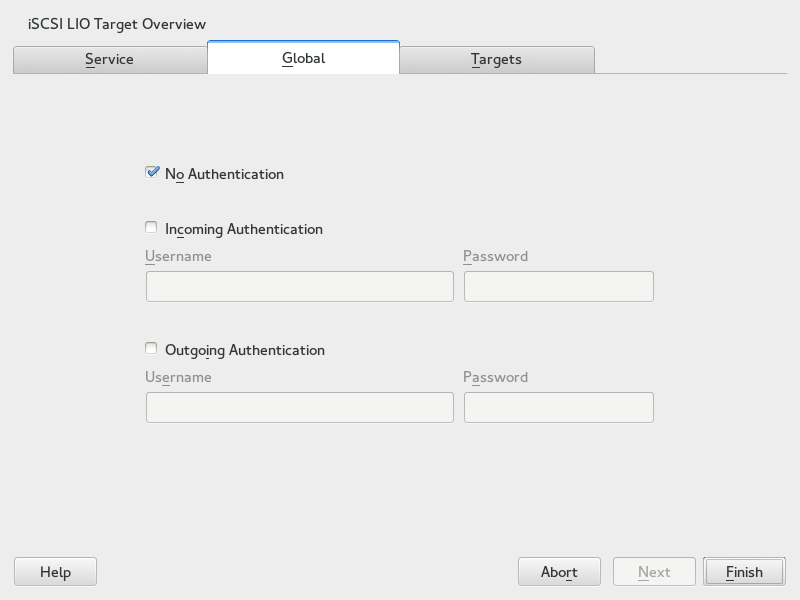 iSCSI LIO Target Overview
Service Global Targets
No Authentication
Incoming Authentication
Username Password
Outgoing Authentication
Username Password
Help Abort Next Finish